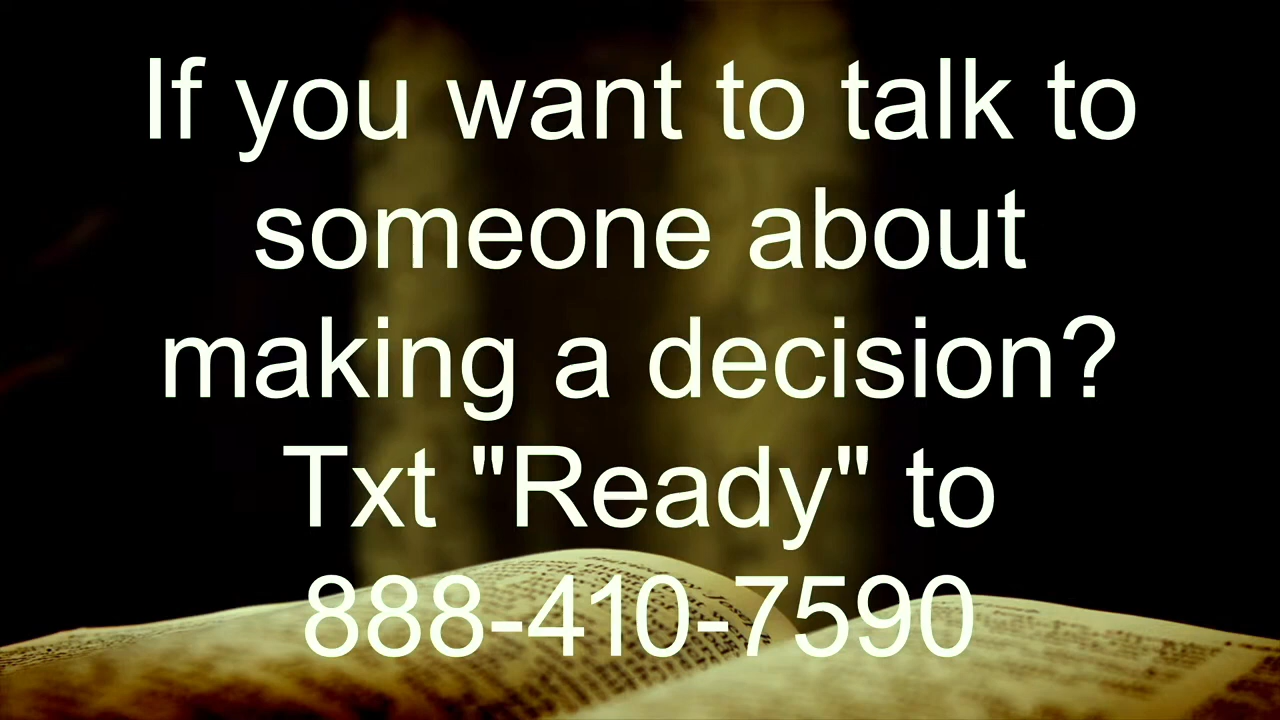 If you want to talk to
someone about
making a decision?
Txt "Ready" to
888-410-7590